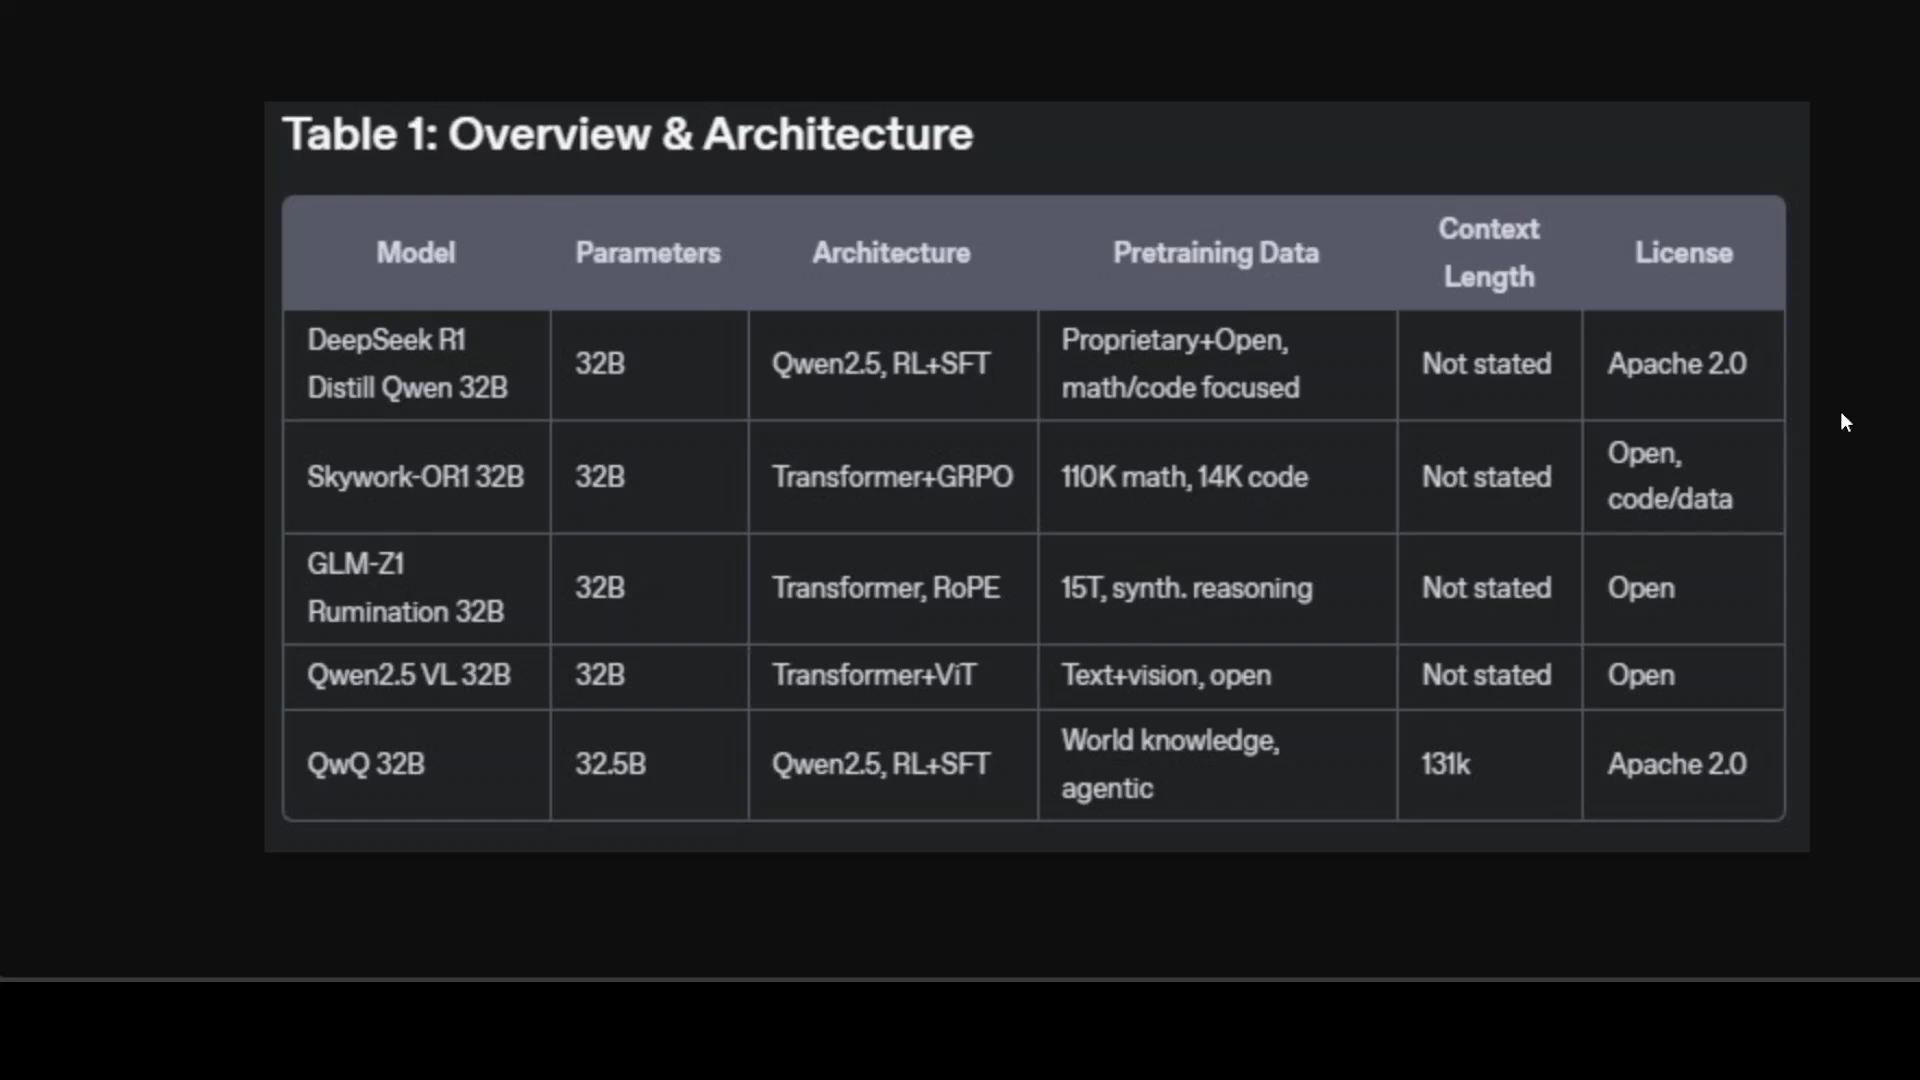 Table 1: Overview & Architecture
Model
Parameters
Architecture
Pretraining Data
Context
Length
License
DeepSeek R1
Distill Qwen 32B
32B
Qwen2.5, RL+SFT
Proprietary+Open,
math/code focused
Not stated
Apache 2.0
Skywork-OR1 32B
32B
Transformer+GRPO
110K math, 14K code
Not stated
Open,
code/data
GLM-Z1
Rumination 32B
32B
Transformer, RoPE
15T, synth. reasoning
Not stated
Open
Qwen2.5 VL 32B
32B
Transformer+ViT
Text+vision, open
Not stated
Open
QwQ 32B
32.5B
Qwen2.5, RL+SFT
World knowledge,
agentic
131k
Apache 2.0